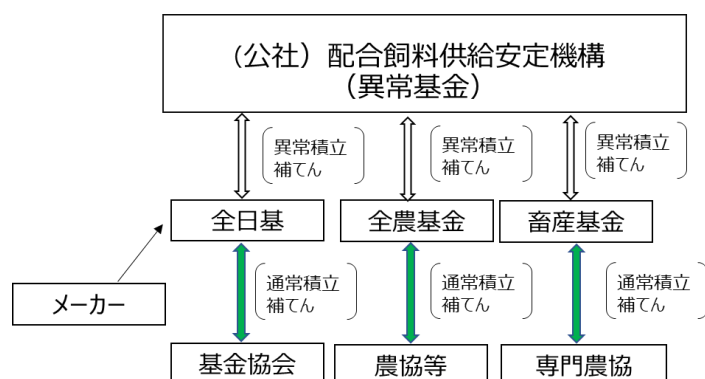 （公社）配合飼料供給安定機構
（異常基金）
異常積立
補てん
異常積立
補てん
異常積立
補てん
全日基
全農基金
畜産基金
通常積立
補てん
通常積立
補てん
通常積立
補てん
メーカー
基金協会
農協等
専門農協